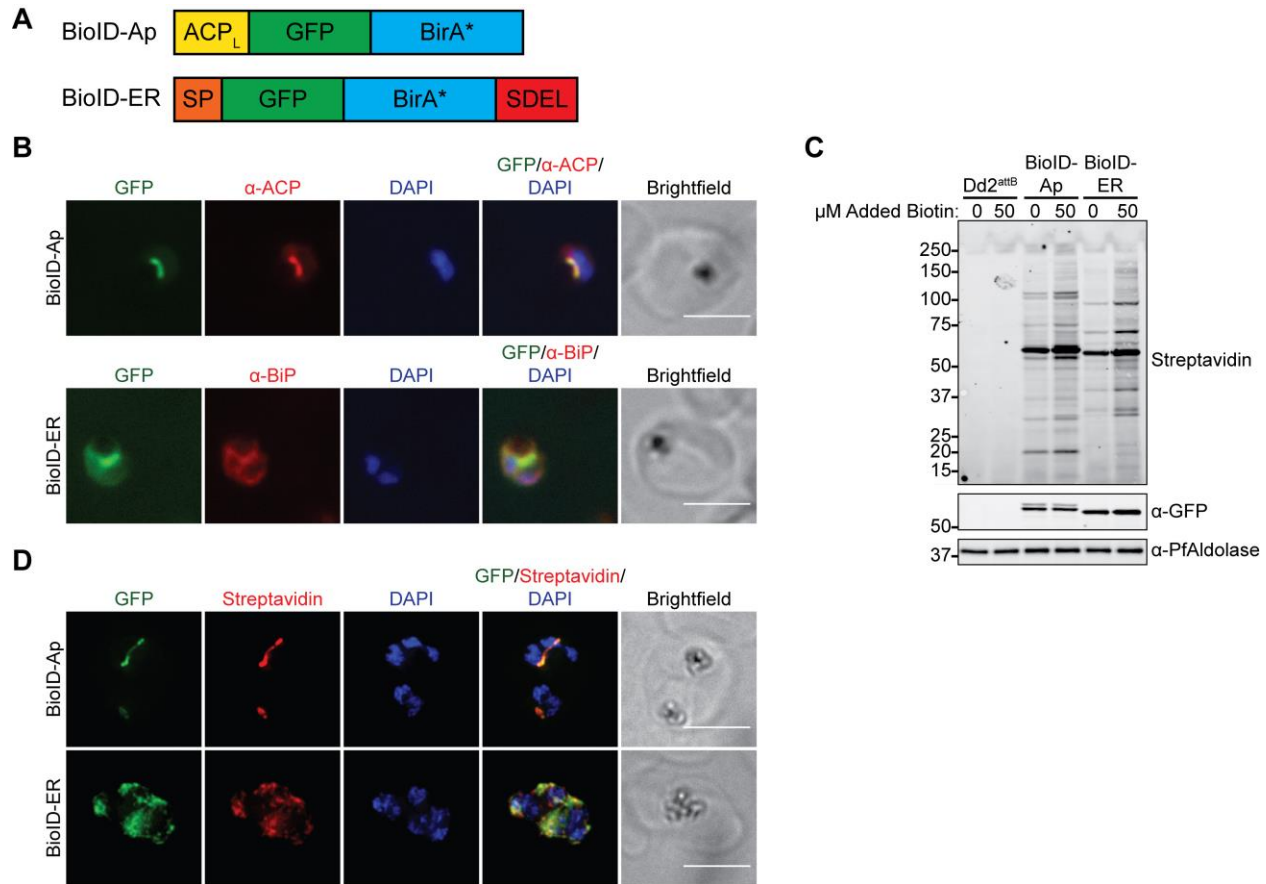 A
BioID-Ap
ACP_L GFP BirA*
BioID-ER
SP GFP BirA* SDEL
B
GFP α-ACP DAPI GFP/α-ACP/
DAPI Brightfield
BioID-Ap
GFP α-BiP DAPI GFP/α-BiP/
DAPI Brightfield
BioID-ER
C
BioID- BioID-
Dd2attB Ap ER
µM Added Biotin: 0 50 0 50 0 50
250
150
100
75
50
37
25
20
15
Streptavidin
50
α-GFP
37
α-PfAldolase
D
GFP Streptavidin DAPI GFP/Streptavidin/
DAPI Brightfield
BioID-Ap
BioID-ER